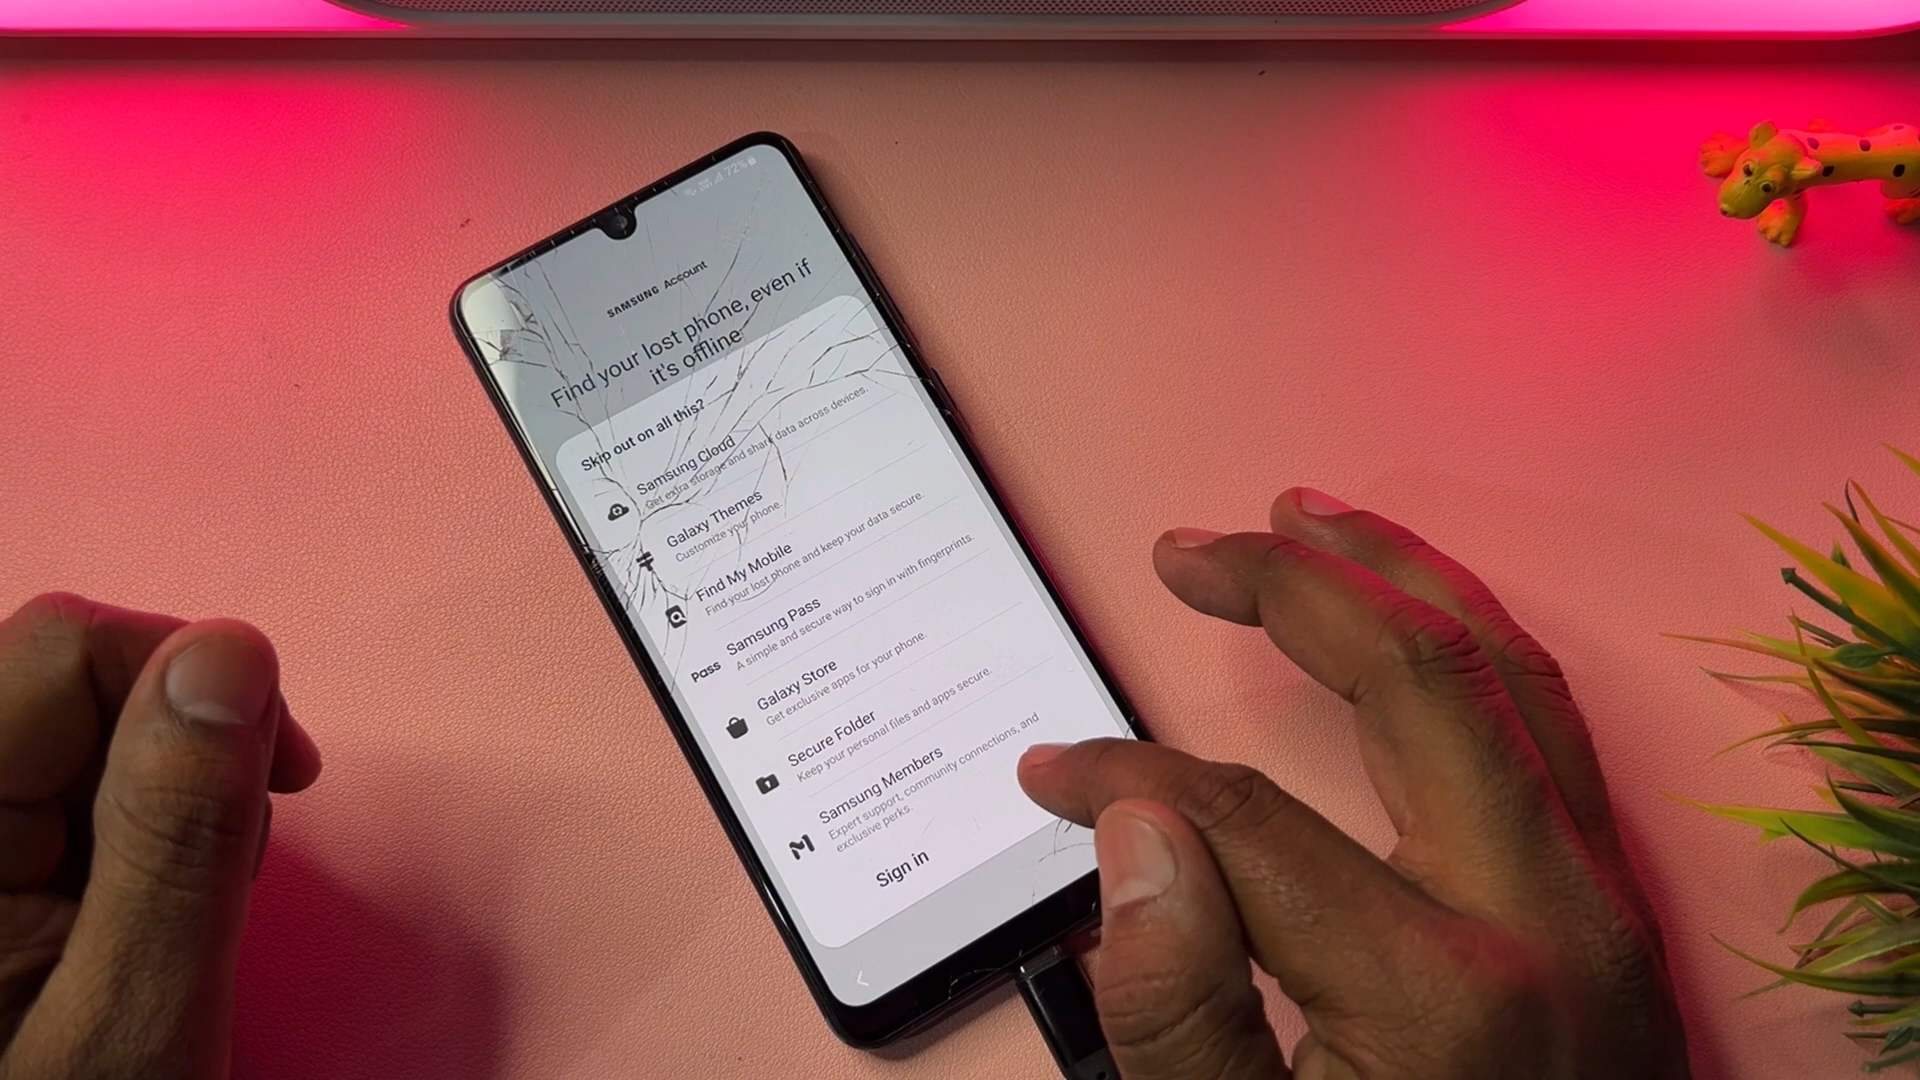 72%
SAMSUNG Account
Find your lost phone, even if
it's offline
Skip out on all this?
Samsung Cloud
Get extra storage and share data across devices.
Galaxy Themes
Customize your phone.
Find My Mobile
Find your lost phone and keep your data secure.
pass
Samsung Pass
A simple and secure way to sign in with fingerprints.
Galaxy Store
Get exclusive apps for your phone.
Secure Folder
Keep your personal files and apps secure.
Samsung Members
Expert support, community connections, and
exclusive perks.
Sign in